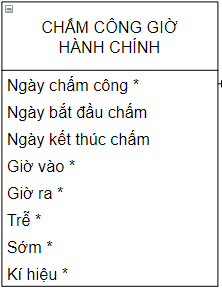 CHẤM CÔNG GIỜ
HÀNH CHÍNH
Ngày chấm công *
Ngày bắt đầu chấm
Ngày kết thúc chấm
Giờ vào *
Giờ ra *
Trễ *
Sớm *
Kí hiệu *